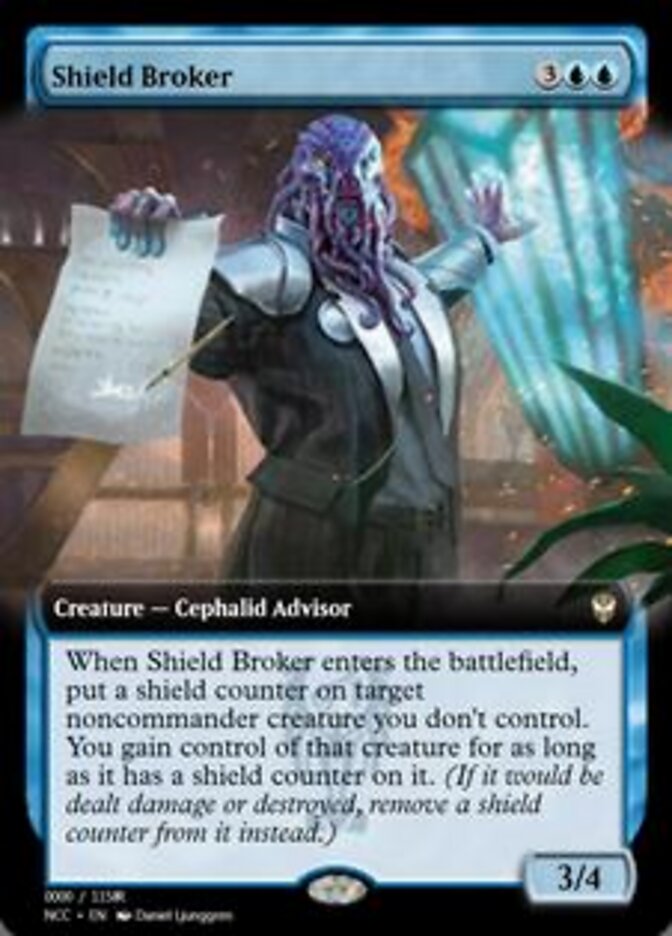 Shield Broker 3
Creature — Cephalid Advisor
When Shield Broker enters the battlefield,
put a shield counter on target
noncommander creature you don't control.
You gain control of that creature for as long
as it has a shield counter on it. (If it would be
dealt damage or destroyed, remove a shield
counter from it instead.)
3/4
NCC • EN Daniel Ljunggren